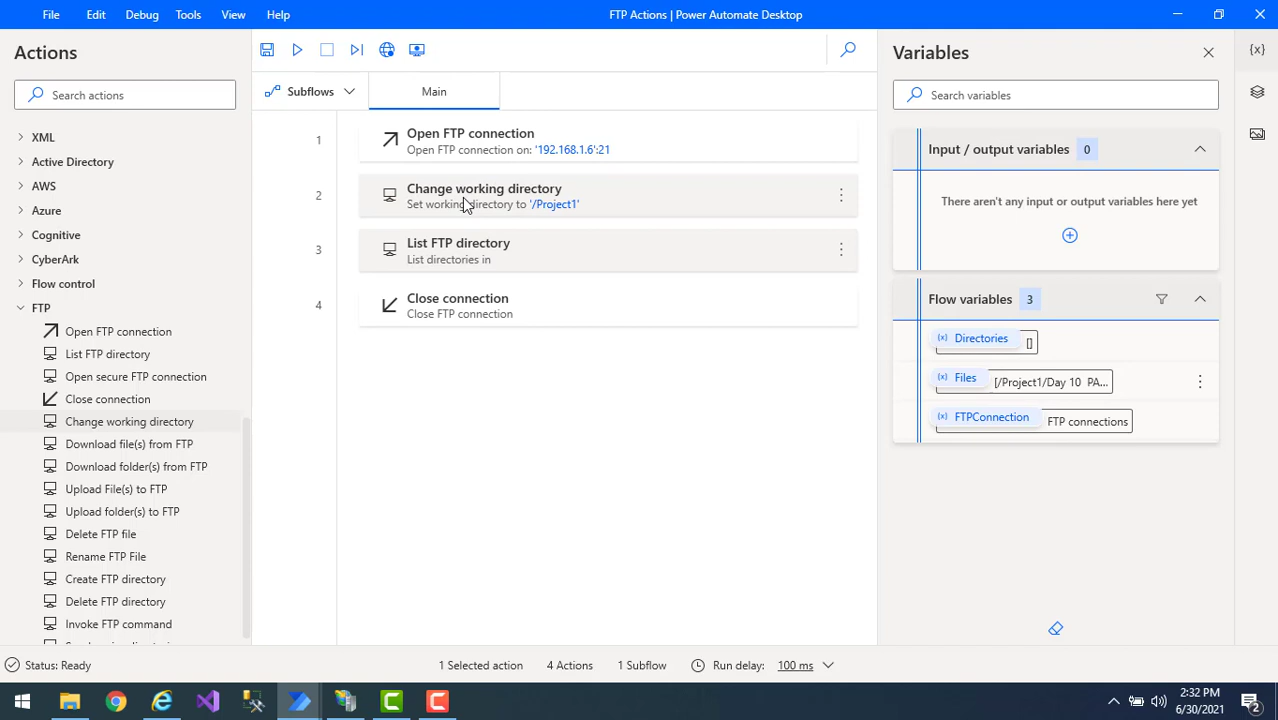 File Edit Debug Tools View Help FTP Actions | Power Automate Desktop
Actions
Search actions
XML
Active Directory
AWS
Azure
Cognitive
CyberArk
Flow control
FTP
Open FTP connection
List FTP directory
Open secure FTP connection
Close connection
Change working directory
Download file(s) from FTP
Download folder(s) from FTP
Upload File(s) to FTP
Upload folder(s) to FTP
Delete FTP file
Rename FTP File
Create FTP directory
Delete FTP directory
Invoke FTP command
Subflows Main
1 Open FTP connection
Open FTP connection on: '192.168.1.6':21
2 Change working directory
Set working directory to '/Project1'
3 List FTP directory
List directories in
4 Close connection
Close FTP connection
Variables
{x}
Search variables
Input / output variables 0
There aren't any input or output variables here yet
Flow variables 3
(x) Directories []
(x) Files [/Project1/Day 10 PA...
(x) FTPConnection FTP connections
Status: Ready 1 Selected action 4 Actions 1 Subflow Run delay: 100 ms
2:32 PM
6/30/2021
2